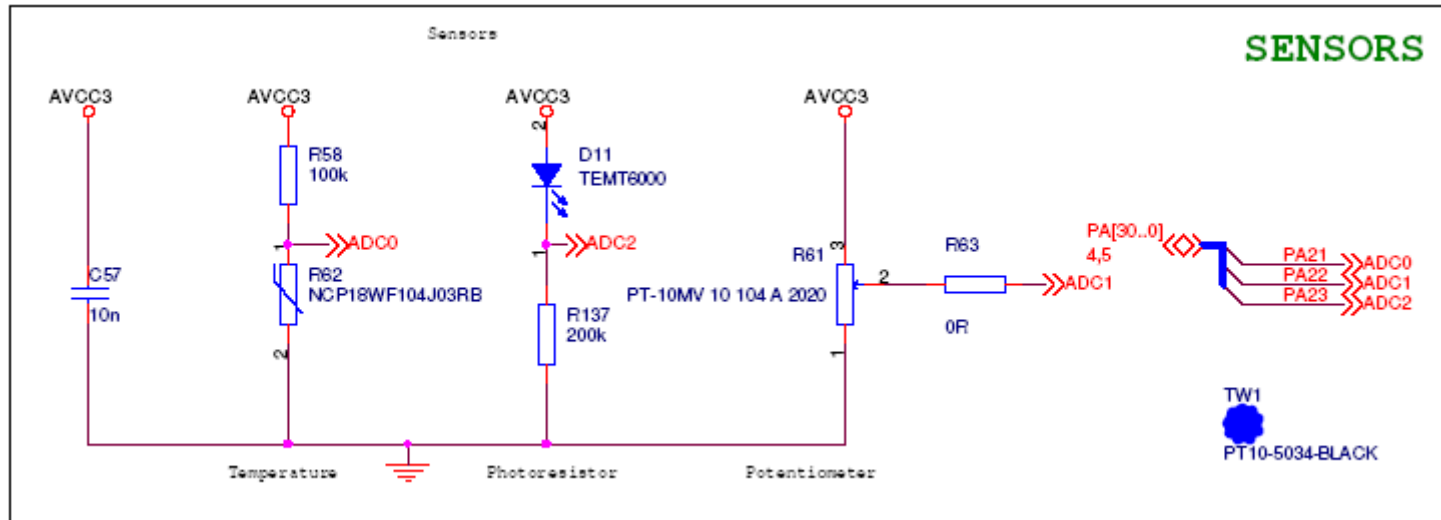 Sensors
SENSORS
AVCC3
AVCC3
AVCC3
AVCC3
2
R58
100k
D11
TEMT6000
1
ADC0
1
ADC2
3
PA[30..0]
4,5
R63
R61
2
ADC1
PA21
ADC0
PA22
ADC1
PA23
ADC2
C57
10n
R62
NCP18WF104J03RB
PT-10MV 10 104 A 2020
R137
200k
0R
2
1
TW1
PT10-5034-BLACK
Temperature
Photoresistor
Potentiometer